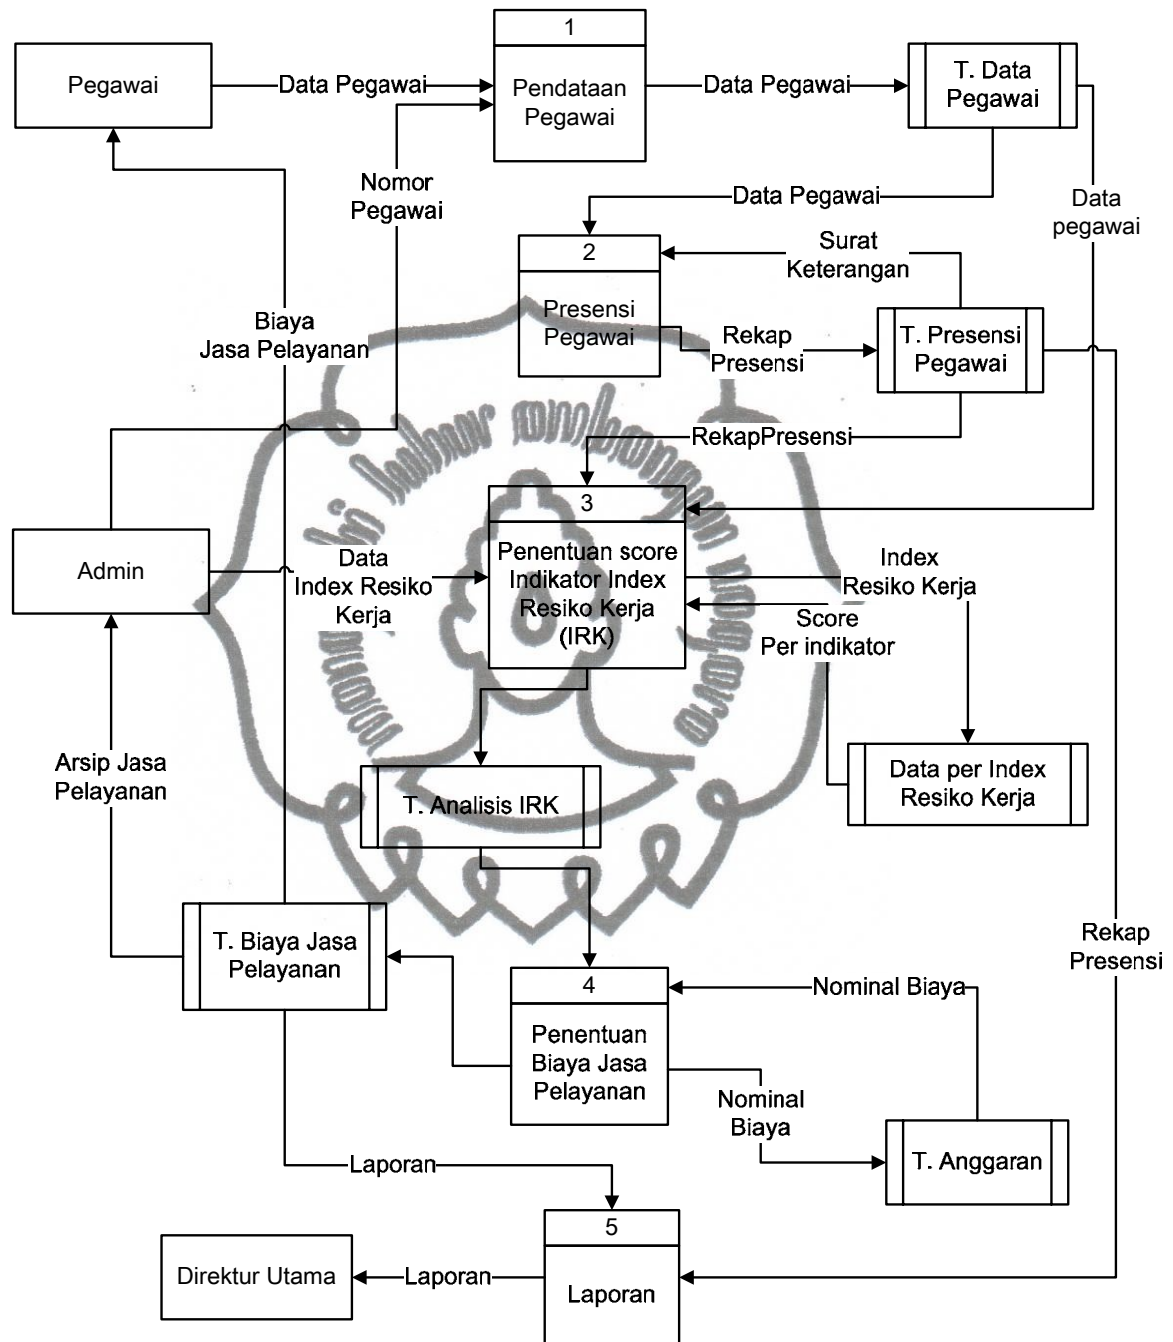 1
Pegawai
Data Pegawai
Pendataan
Pegawai
Data Pegawai
T. Data
Pegawai
Nomor
Pegawai
Data Pegawai
Data
pegawai
2
Presensi
Pegawai
Surat
Keterangan
Biaya
Jasa Pelayanan
Rekap
Presensi
T. Presensi
Pegawai
RekapPresensi
3
Penentuan score
Indikator Index
Resiko Kerja
(IRK)
Admin
Data
Index Resiko
Kerja
Index
Resiko Kerja
Score
Per indikator
Arsip Jasa
Pelayanan
T. Analisis IRK
Data per Index
Resiko Kerja
T. Biaya Jasa
Pelayanan
4
Penentuan
Biaya Jasa
Pelayanan
Nominal Biaya
Rekap
Presensi
Nominal
Biaya
T. Anggaran
Laporan
5
Laporan
Laporan
Direktur Utama